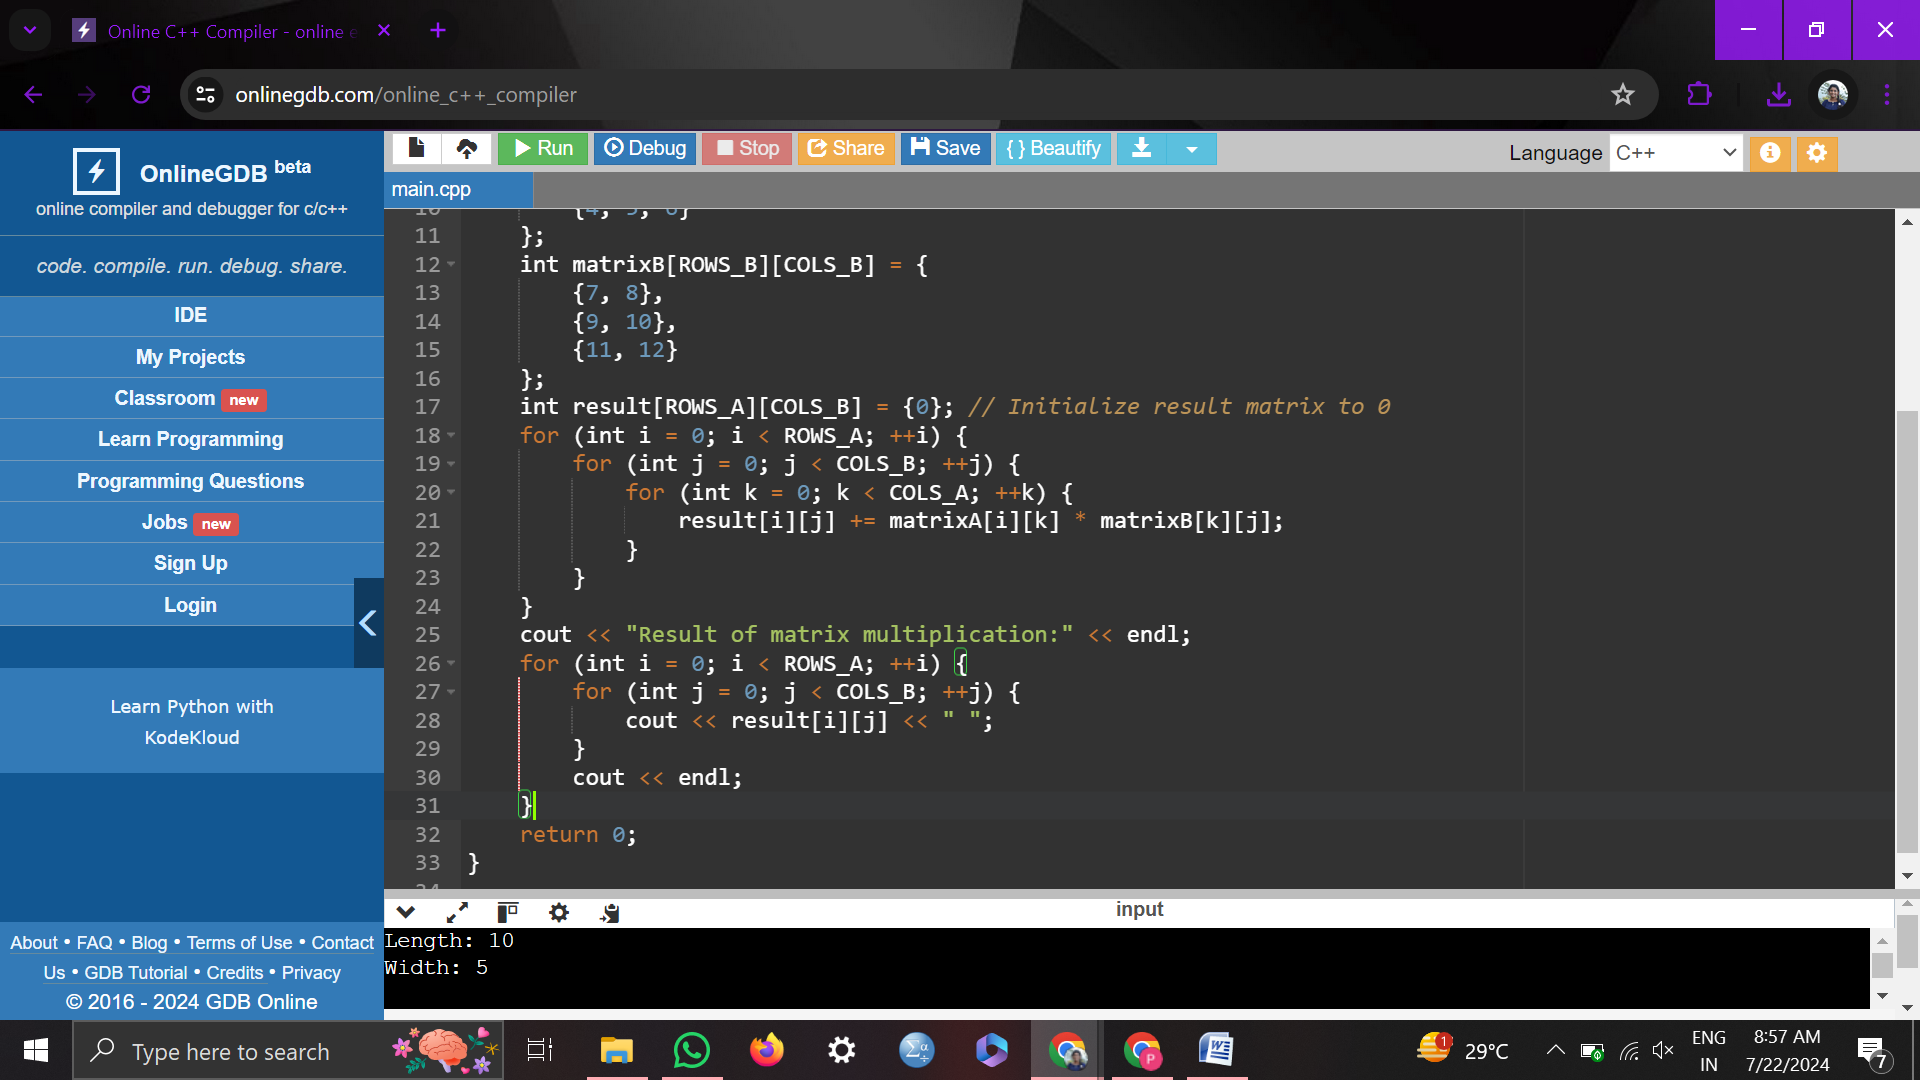 Online C++ Compiler - online e
onlinegdb.com/online_c++_compiler
OnlineGDB beta
online compiler and debugger for c/c++
code. compile. run. debug. share.
IDE
My Projects
Classroom new
Learn Programming
Programming Questions
Jobs new
Sign Up
Login
Learn Python with
KodeKloud
About • FAQ • Blog • Terms of Use • Contact
Us • GDB Tutorial • Credits • Privacy
© 2016 - 2024 GDB Online
Run Debug Stop Share Save { } Beautify
Language C++
main.cpp
10 {4, 5, 6}
11 };
12 int matrixB[ROWS_B][COLS_B] = {
13 {7, 8},
14 {9, 10},
15 {11, 12}
16 };
17 int result[ROWS_A][COLS_B] = {0}; // Initialize result matrix to 0
18 for (int i = 0; i < ROWS_A; ++i) {
19 for (int j = 0; j < COLS_B; ++j) {
20 for (int k = 0; k < COLS_A; ++k) {
21 result[i][j] += matrixA[i][k] * matrixB[k][j];
22 }
23 }
24 }
25 cout << "Result of matrix multiplication:" << endl;
26 for (int i = 0; i < ROWS_A; ++i) {
27 for (int j = 0; j < COLS_B; ++j) {
28 cout << result[i][j] << " ";
29 }
30 cout << endl;
31 }
32 return 0;
33 }
input
Length: 10
Width: 5
Type here to search
1
29°C
ENG
IN
8:57 AM
7/22/2024
7